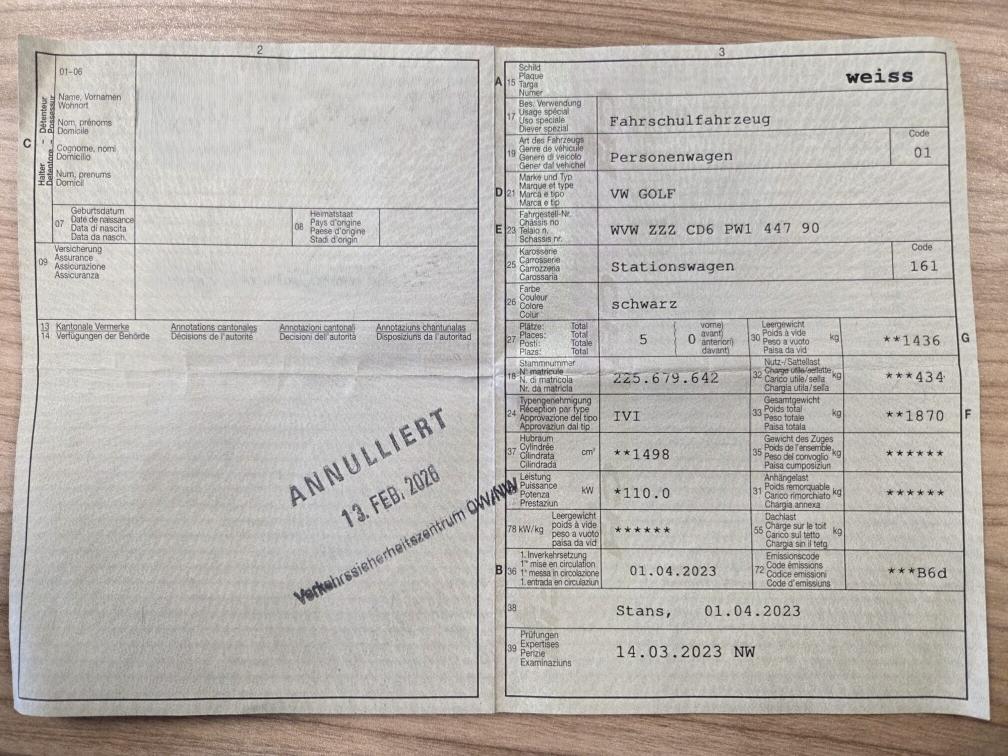 2
01-06
Halter - Détenteur
Detentore - Possessur
C
Name, Vornamen
Wohnort
Nom, prénoms
Domicile
Cognome, nomi
Domicilio
Num, prenums
Domicil
07
Geburtsdatum
Date de naissance
Data di nascita
Data da nasch.
08
Heimatstaat
Pays d'origine
Paese d'origine
Stadi d'origin
09
Versicherung
Assurance
Assicurazione
Assicuranza
13 Kantonale Vermerke
14 Verfügungen der Behörde
Annotations cantonales
Décisions de l'autorité
Annotazioni cantonali
Decisioni dell'autorità
Annotaziuns chantunalas
Disposiziuns da l'autoritad
ANNULLIERT
13. FEB. 2026
Verkehrssicherheitszentrum OW/NW
3
A 15
Schild
Plaque
Targa
Numer
weiss
17
Bes. Verwendung
Usage spécial
Uso speciale
Diever spezial
Fahrschulfahrzeug
19
Art des Fahrzeugs
Genre de véhicule
Genere di veicolo
Gener dal vehichel
Personenwagen
Code
01
D 21
Marke und Typ
Marque et type
Marca e tipo
Marca e tip
VW GOLF
E 23
Fahrgestell-Nr.
Châssis no
Telaio n.
Schassis nr.
WVW ZZZ CD6 PW1 447 90
25
Karosserie
Carrosserie
Carrozzeria
Carossaria
Stationswagen
Code
161
26
Farbe
Couleur
Colore
Colur
schwarz
27
Plätze: Total
Places: Total
Posti: Totale
Plazs: Total
5
0
vorne)
avant)
anteriori)
davant)
30
Leergewicht
Poids à vide
Peso a vuoto
Paisa da vid
kg
**1436
G
18
Stammnummer
N° matricule
N. di matricola
Nr. da matricla
225.679.642
32
Nutz-/Sattellast
Charge utile/sellette
Carico utile/sella
Chargia utila/sella
kg
***434
24
Typengenehmigung
Réception par type
Approvazione del tipo
Approvaziun dal tip
IVI
33
Gesamtgewicht
Poids total
Peso totale
Paisa totala
kg
**1870
F
37
Hubraum
Cylindrée
Cilindrata
Cilindrada
cm³
**1498
35
Gewicht des Zuges
Poids de l'ensemble
Peso del convoglio
Paisa cumposiziun
kg
******
Leistung
Puissance
Potenza
Prestaziun
kW
*110.0
31
Anhängelast
Poids remorquable
Carico rimorchiato
Chargia annexa
kg
******
78 kW/kg
Leergewicht
poids à vide
peso a vuoto
paisa da vid
******
55
Dachlast
Charge sur le toit
Carico sul tetto
Chargia sin il tetg
kg
******
B 36
1. Inverkehrsetzung
1re mise en circulation
1a messa in circolazione
1. entrada en circulaziun
01.04.2023
72
Emissionscode
Code émissions
Codice emissioni
Code d'emissiuns
***B6d
38
Stans, 01.04.2023
39
Prüfungen
Expertises
Perizie
Examinaziuns
14.03.2023 NW